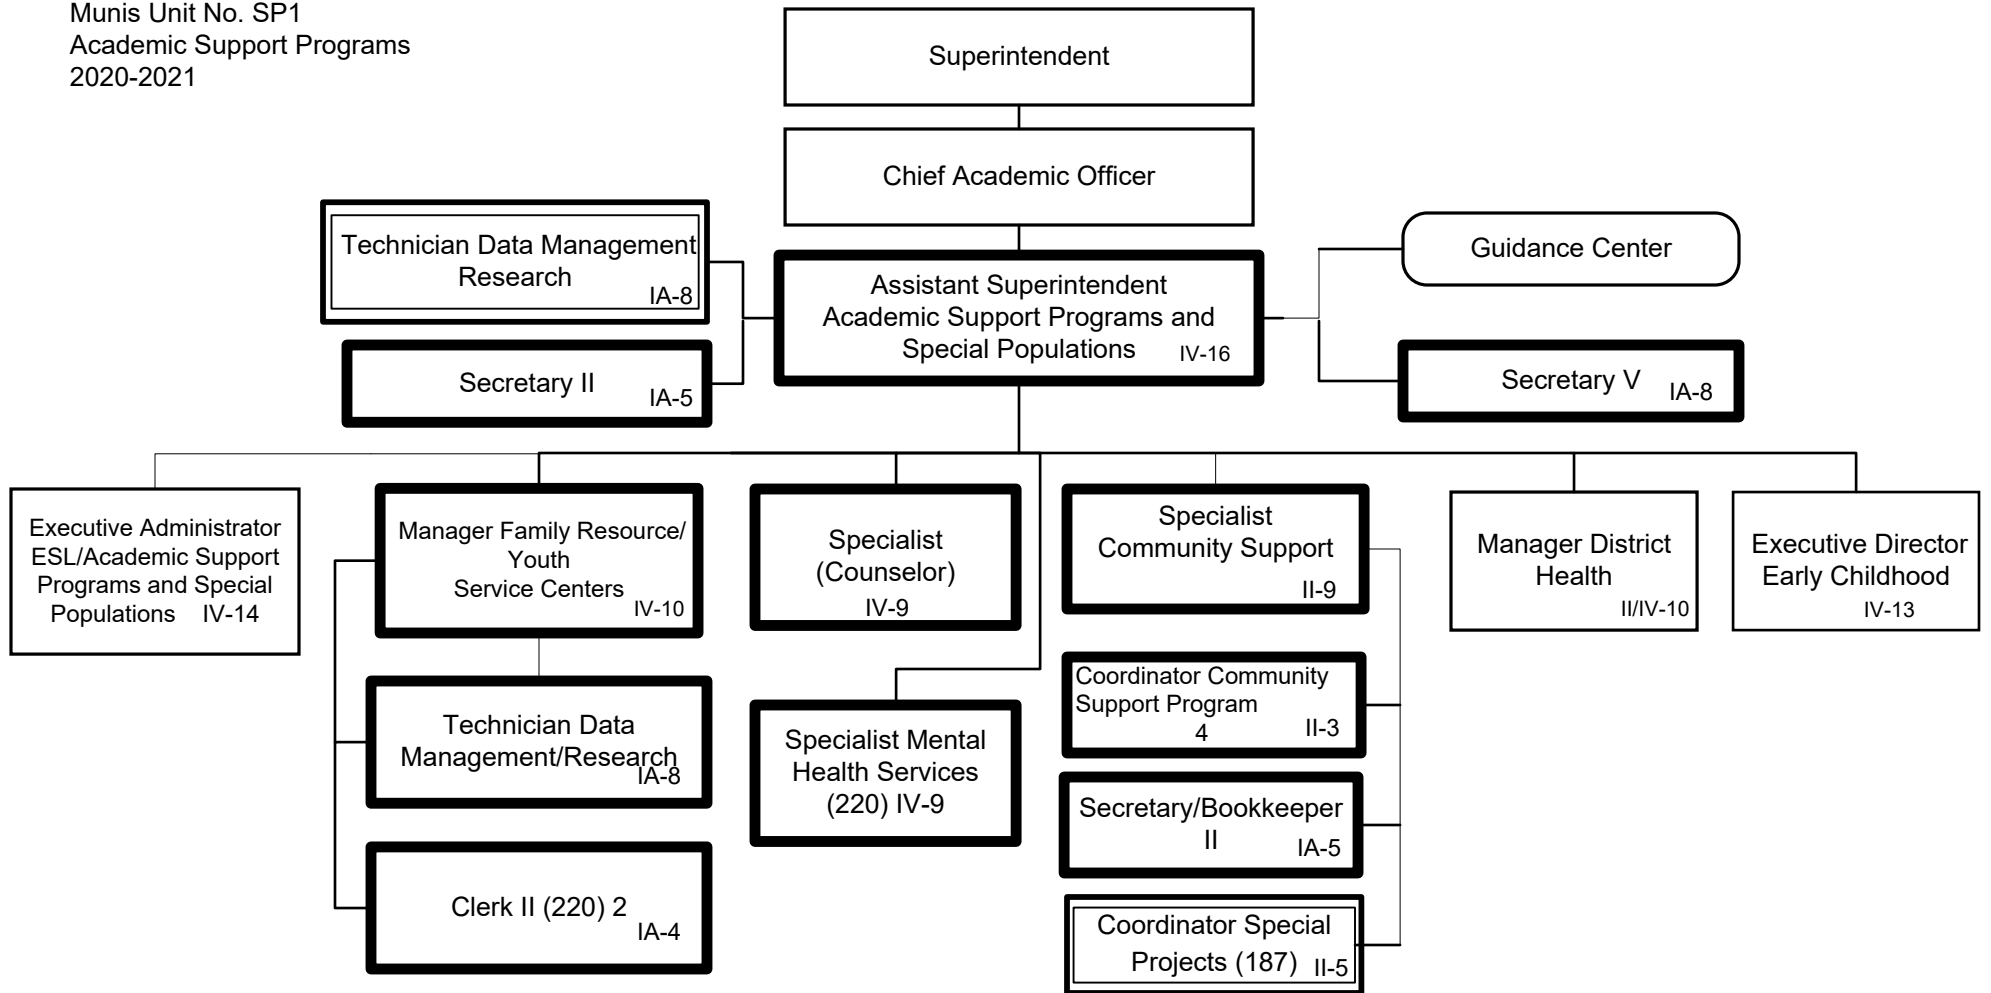 Munis Unit No. SP1
Academic Support Programs
2020-2021
Superintendent
Chief Academic Officer
Technician Data Management
Research
IA-8
Assistant Superintendent
Academic Support Programs and
Special Populations IV-16
Guidance Center
Secretary II
IA-5
Secretary V IA-8
Executive Administrator
ESL/Academic Support
Programs and Special
Populations IV-14
Manager Family Resource/
Youth
Service Centers
IV-10
Specialist
(Counselor)
IV-9
Specialist
Community Support
II-9
Manager District
Health
II/IV-10
Executive Director
Early Childhood
IV-13
Technician Data
Management/Research
IA-8
Specialist Mental
Health Services
(220) IV-9
Coordinator Community
Support Program
4 II-3
Secretary/Bookkeeper
II
IA-5
Clerk II (220) 2
IA-4
Coordinator Special
Projects (187) II-5